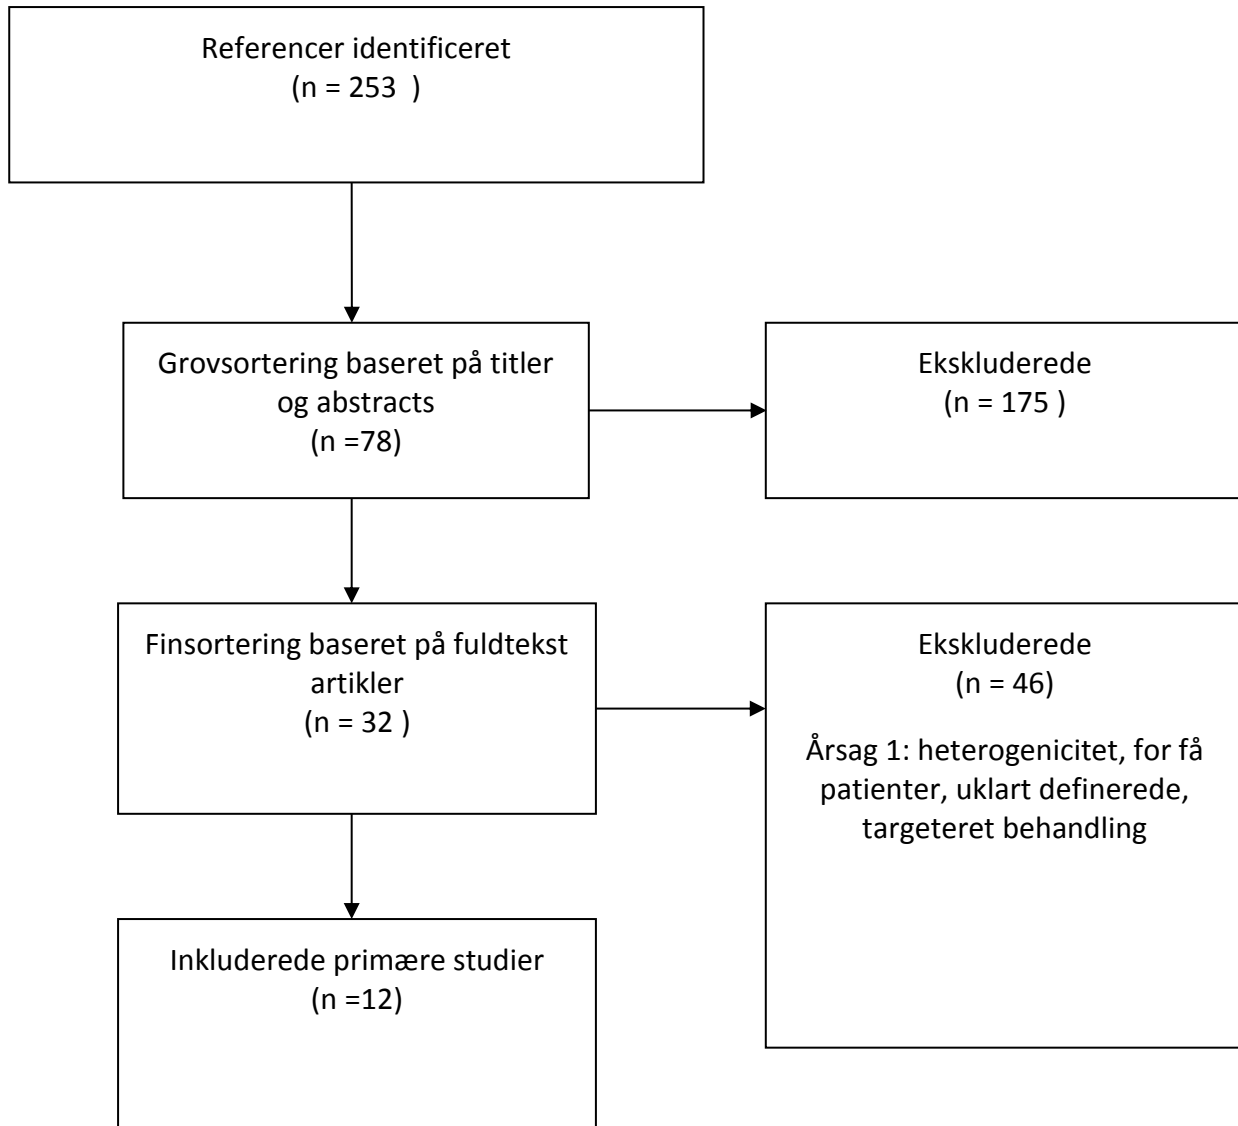 Referencer identificeret
(n = 253  )
Grovsortering baseret på titler
og abstracts
(n =78)
Ekskluderede
(n = 175 )
Finsortering baseret på fuldtekst
artikler
(n = 32 )
Ekskluderede
(n = 46)
Årsag 1: heterogenicitet, for få
patienter, uklart definerede,
targeteret behandling
Inkluderede primære studier
(n =12)